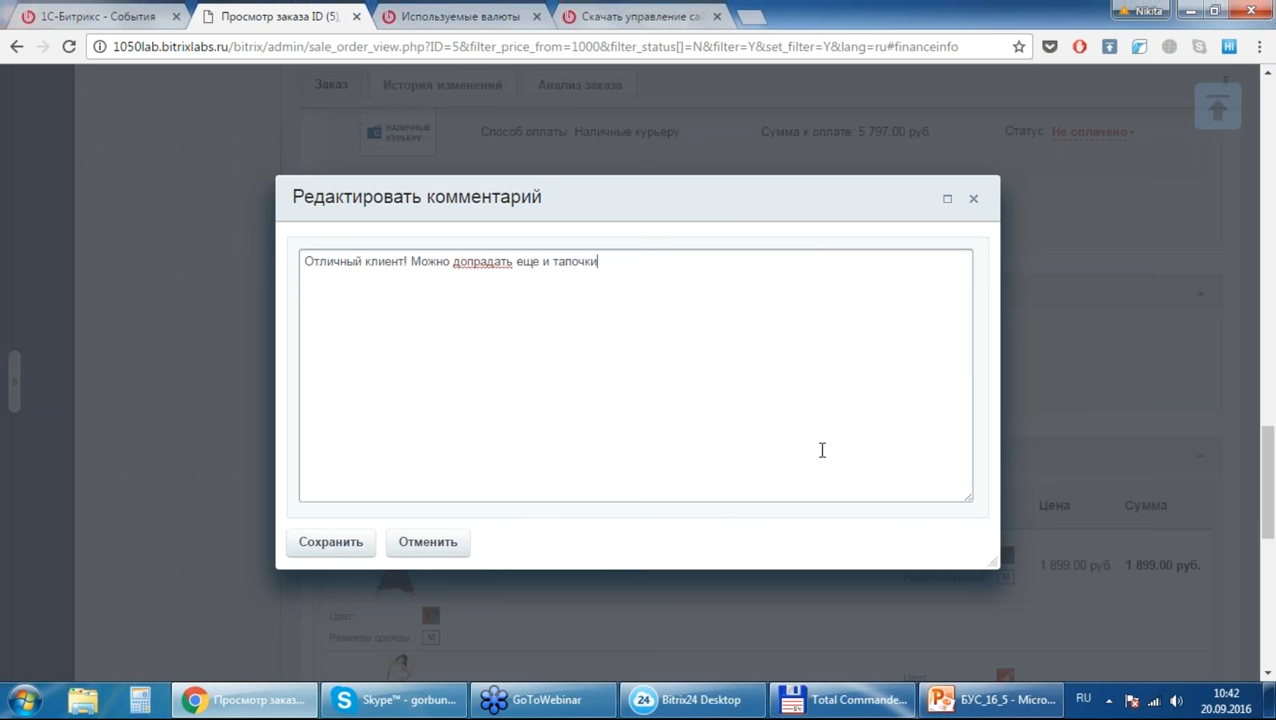 1С-Битрикс - События
Просмотр заказа ID (5),
Используемые валюты
Скачать управление сай
Nikita
1050lab.bitrixlabs.ru/bitrix/admin/sale_order_view.php?ID=5&filter_price_from=1000&filter_status[]=N&filter=Y&set_filter=Y&lang=ru#financeinfo
Заказ История изменений Анализ заказа
НАЛИЧНЫЕ
КУРЬЕРУ
Способ оплаты: Наличные курьеру Сумма к оплате: 5 797.00 руб. Статус: Не оплачено
Редактировать комментарий
Отличный клиент! Можно допрадать еще и тапочки
Сохранить Отменить
Цена Сумма
1 899.00 руб. 1 899.00 руб.
M
Цвет:
Размеры одежды: M
Просмотр заказ...
Skype™ - gorbun...
GoToWebinar
24 Bitrix24 Desktop
Total Commande...
БУС_16_5 - Micro...
RU
10:42
20.09.2016